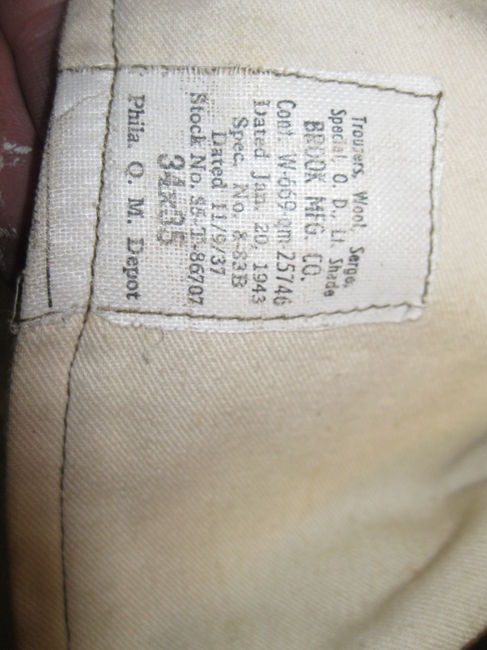 Trousers, Wool, Serge,
Special, O. D., Lt. Shade
BROOK MFG. CO.
Cont. W-669-qm-25746
Dated Jan. 20, 1943
Spec. No. 8-83B
Dated 11/9/37
Stock No. 55-T-86707
34x35
Phila. Q. M. Depot